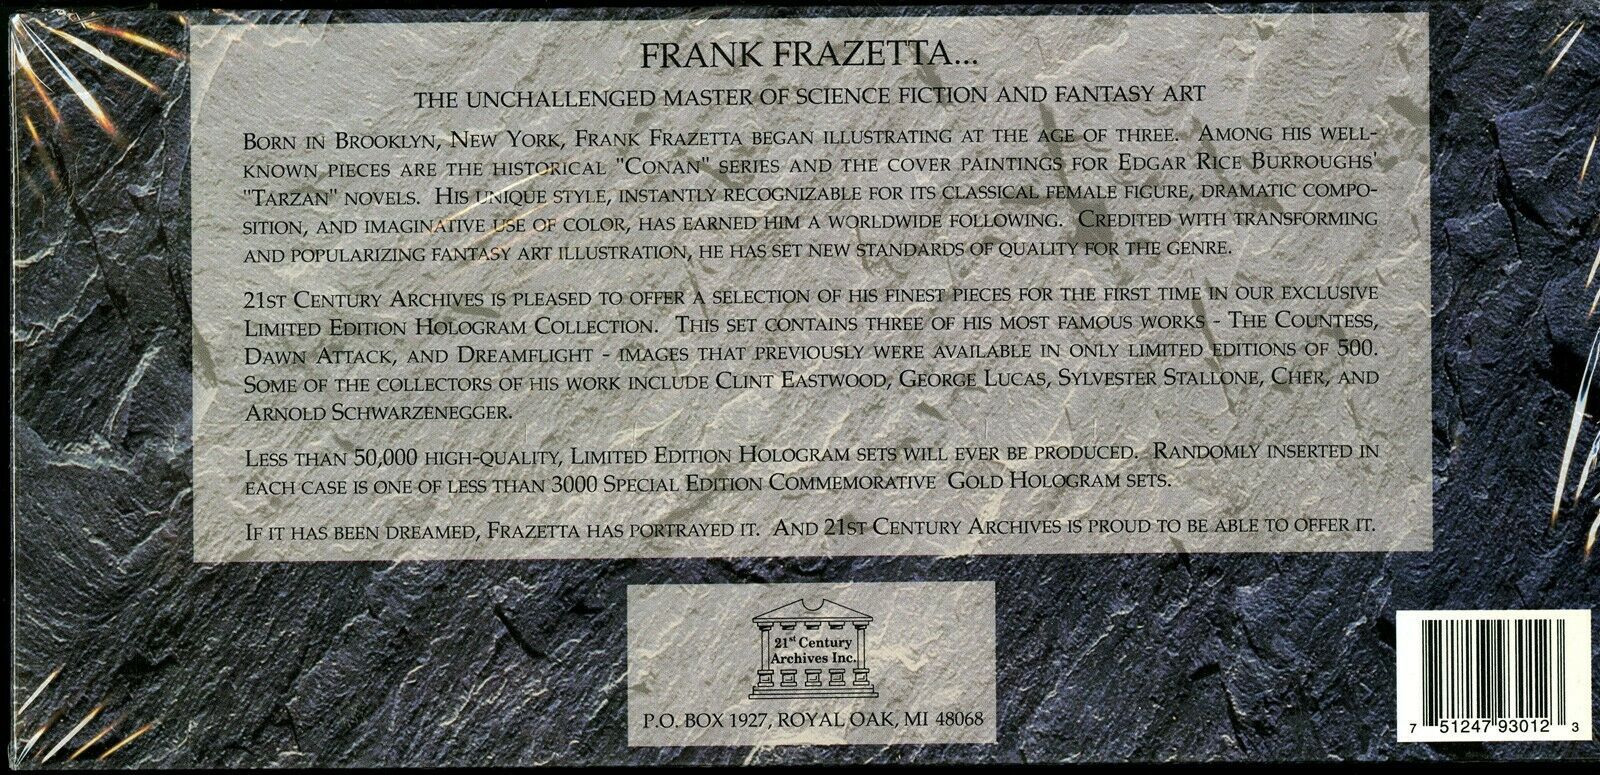 FRANK FRAZETTA...
THE UNCHALLENGED MASTER OF SCIENCE FICTION AND FANTASY ART
BORN IN BROOKLYN, NEW YORK, FRANK FRAZETTA BEGAN ILLUSTRATING AT THE AGE OF THREE. AMONG HIS WELL-
KNOWN PIECES ARE THE HISTORICAL "CONAN" SERIES AND THE COVER PAINTINGS FOR EDGAR RICE BURROUGHS'
"TARZAN" NOVELS. HIS UNIQUE STYLE, INSTANTLY RECOGNIZABLE FOR ITS CLASSICAL FEMALE FIGURE, DRAMATIC COMPO-
SITION, AND IMAGINATIVE USE OF COLOR, HAS EARNED HIM A WORLDWIDE FOLLOWING. CREDITED WITH TRANSFORMING
AND POPULARIZING FANTASY ART ILLUSTRATION, HE HAS SET NEW STANDARDS OF QUALITY FOR THE GENRE.
21ST CENTURY ARCHIVES IS PLEASED TO OFFER A SELECTION OF HIS FINEST PIECES FOR THE FIRST TIME IN OUR EXCLUSIVE
LIMITED EDITION HOLOGRAM COLLECTION. THIS SET CONTAINS THREE OF HIS MOST FAMOUS WORKS - THE COUNTESS,
DAWN ATTACK, AND DREAMFLIGHT - IMAGES THAT PREVIOUSLY WERE AVAILABLE IN ONLY LIMITED EDITIONS OF 500.
SOME OF THE COLLECTORS OF HIS WORK INCLUDE CLINT EASTWOOD, GEORGE LUCAS, SYLVESTER STALLONE, CHER, AND
ARNOLD SCHWARZENEGGER.
LESS THAN 50,000 HIGH-QUALITY, LIMITED EDITION HOLOGRAM SETS WILL EVER BE PRODUCED. RANDOMLY INSERTED IN
EACH CASE IS ONE OF LESS THAN 3000 SPECIAL EDITION COMMEMORATIVE GOLD HOLOGRAM SETS.
IF IT HAS BEEN DREAMED, FRAZETTA HAS PORTRAYED IT. AND 21ST CENTURY ARCHIVES IS PROUD TO BE ABLE TO OFFER IT.
21st Century
Archives Inc.
P.O. BOX 1927, ROYAL OAK, MI 48068
7 51247 93012 3